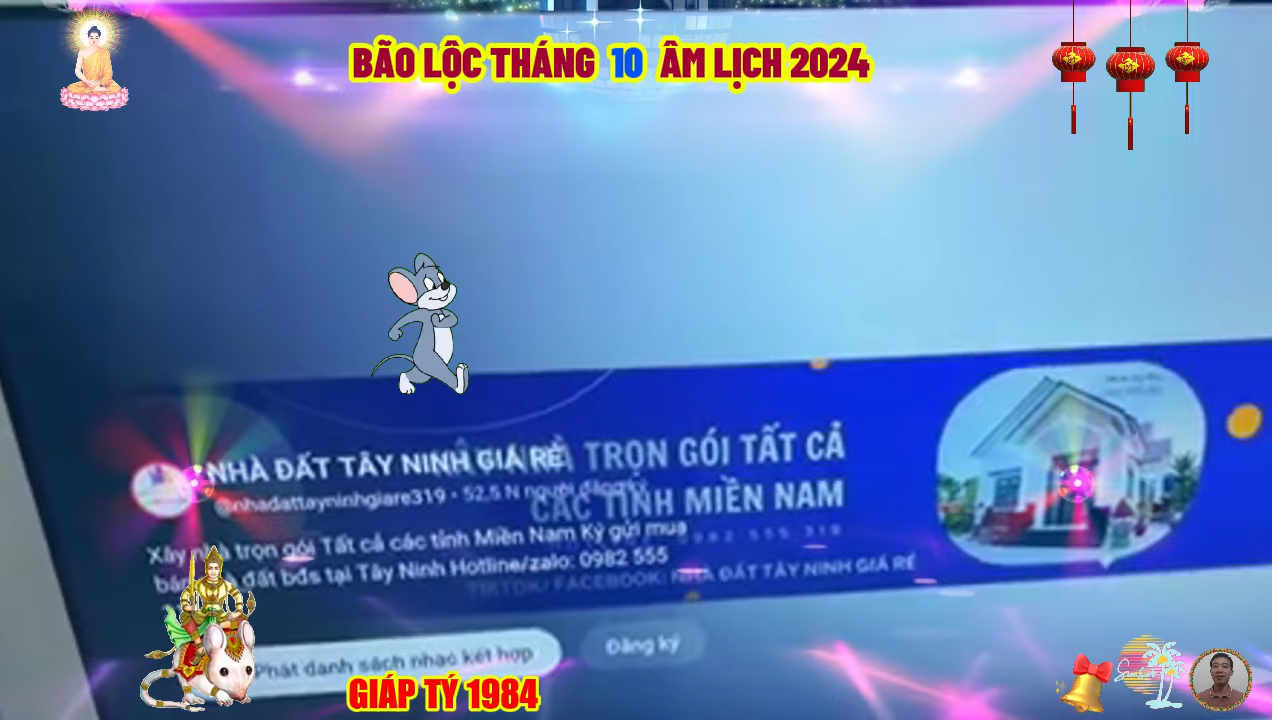 BÃO LỘC THÁNG 10 ÂM LỊCH 2024
TRỌN GÓI TẤT CẢ
CÁC TỈNH MIỀN NAM
NHÀ ĐẤT TÂY NINH GIÁ RẺ
@nhadattayninhgiare319 • 52,5 N người đăng ký
Xây nhà trọn gói Tất cả các tỉnh Miền Nam Ký gửi mua
đất bđs tại Tây Ninh Hotline/zalo: 0982 555
TIKTOK/ FACEBOOK: NHÀ ĐẤT TÂY NINH GIÁ RẺ
Phát danh sách nhạc kết hợp
Đăng ký
GIÁP TÝ 1984